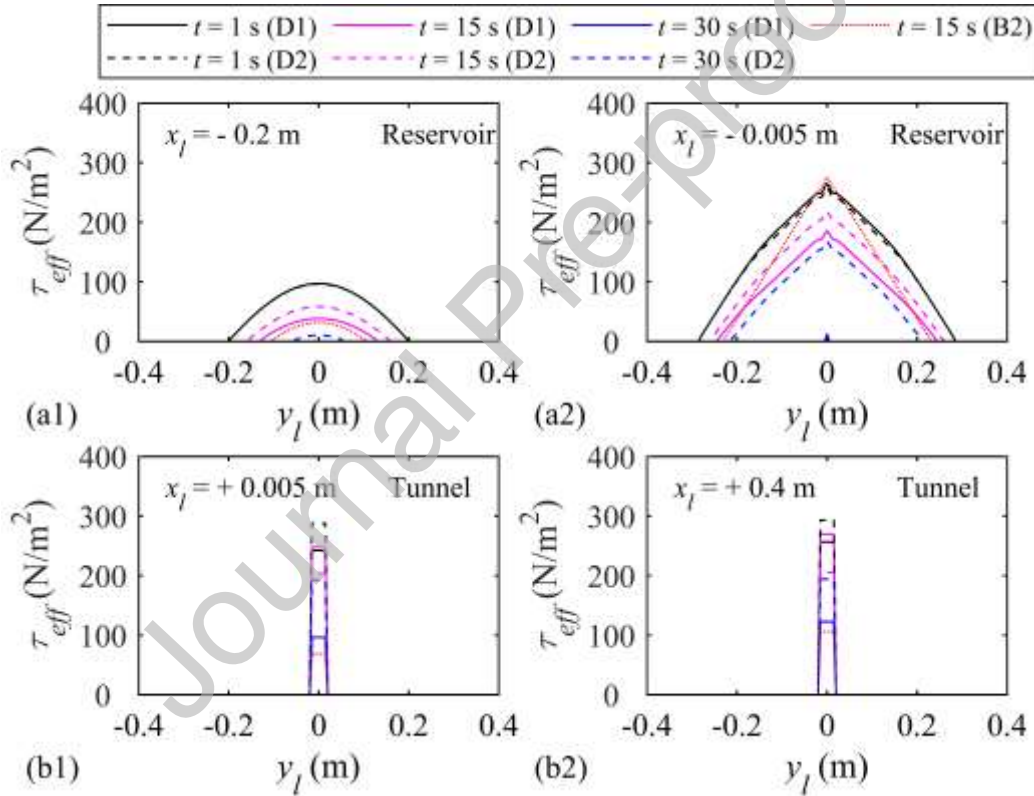 t = 1 s (D1) t = 15 s (D1) t = 30 s (D1) t = 15 s (B2)
t = 1 s (D2) t = 15 s (D2) t = 30 s (D2)
400 400
x_l = - 0.2 m Reservoir x_l = - 0.005 m Reservoir
300 300
τ_eff (N/m²) τ_eff (N/m²)
200 200
100 100
0 0
-0.4 -0.2 0 0.2 0.4 -0.4 -0.2 0 0.2 0.4
(a1) y_l (m) (a2) y_l (m)
400 400
x_l = + 0.005 m Tunnel x_l = + 0.4 m Tunnel
300 300
τ_eff (N/m²) τ_eff (N/m²)
200 200
100 100
0 0
-0.4 -0.2 0 0.2 0.4 -0.4 -0.2 0 0.2 0.4
(b1) y_l (m) (b2) y_l (m)
Journal Pre-proo